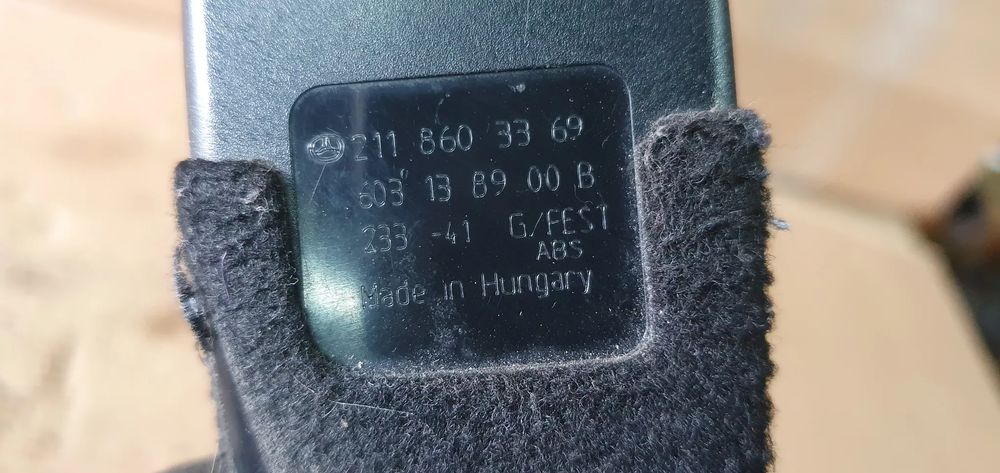 211 860 33 69
603 13 89 00 B
233 -41 G/FEST
ABS
Made in Hungary